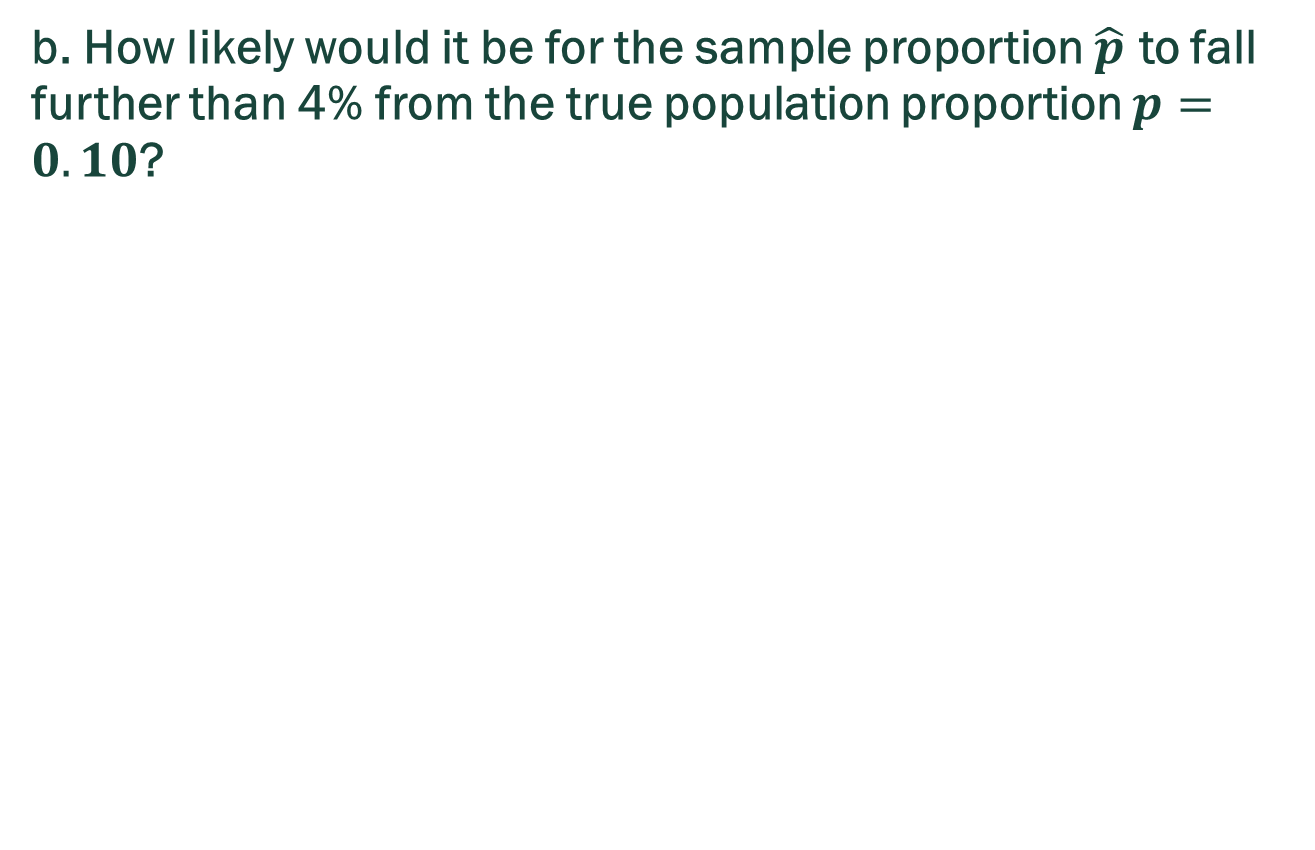 b. How likely would it be for the sample proportion p̂ to fall
further than 4% from the true population proportion p =
0.10?